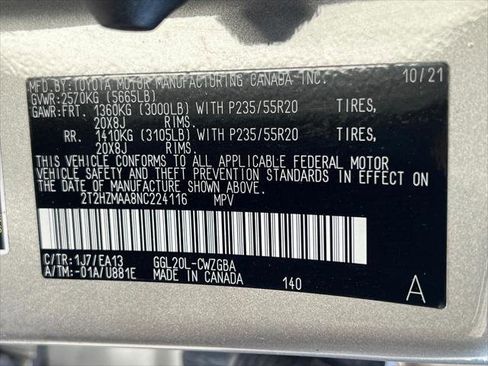 MFD. BY: TOYOTA MOTOR MANUFACTURING CANADA INC. 10/21
GVWR: 2570KG (5665LB)
GAWR: FRT. 1360KG (3000LB) WITH P235/55R20 TIRES,
20X8J RIMS.
RR. 1410KG (3105LB) WITH P235/55R20 TIRES,
20X8J RIMS.
THIS VEHICLE CONFORMS TO ALL APPLICABLE FEDERAL MOTOR
VEHICLE SAFETY AND THEFT PREVENTION STANDARDS IN EFFECT ON
THE DATE OF MANUFACTURE SHOWN ABOVE.
2T2HZMAA8NC224116 MPV
C/TR: 1J7/EA13 GGL20L-CWZGBA
A/TM: -01A/U881E MADE IN CANADA 140 A